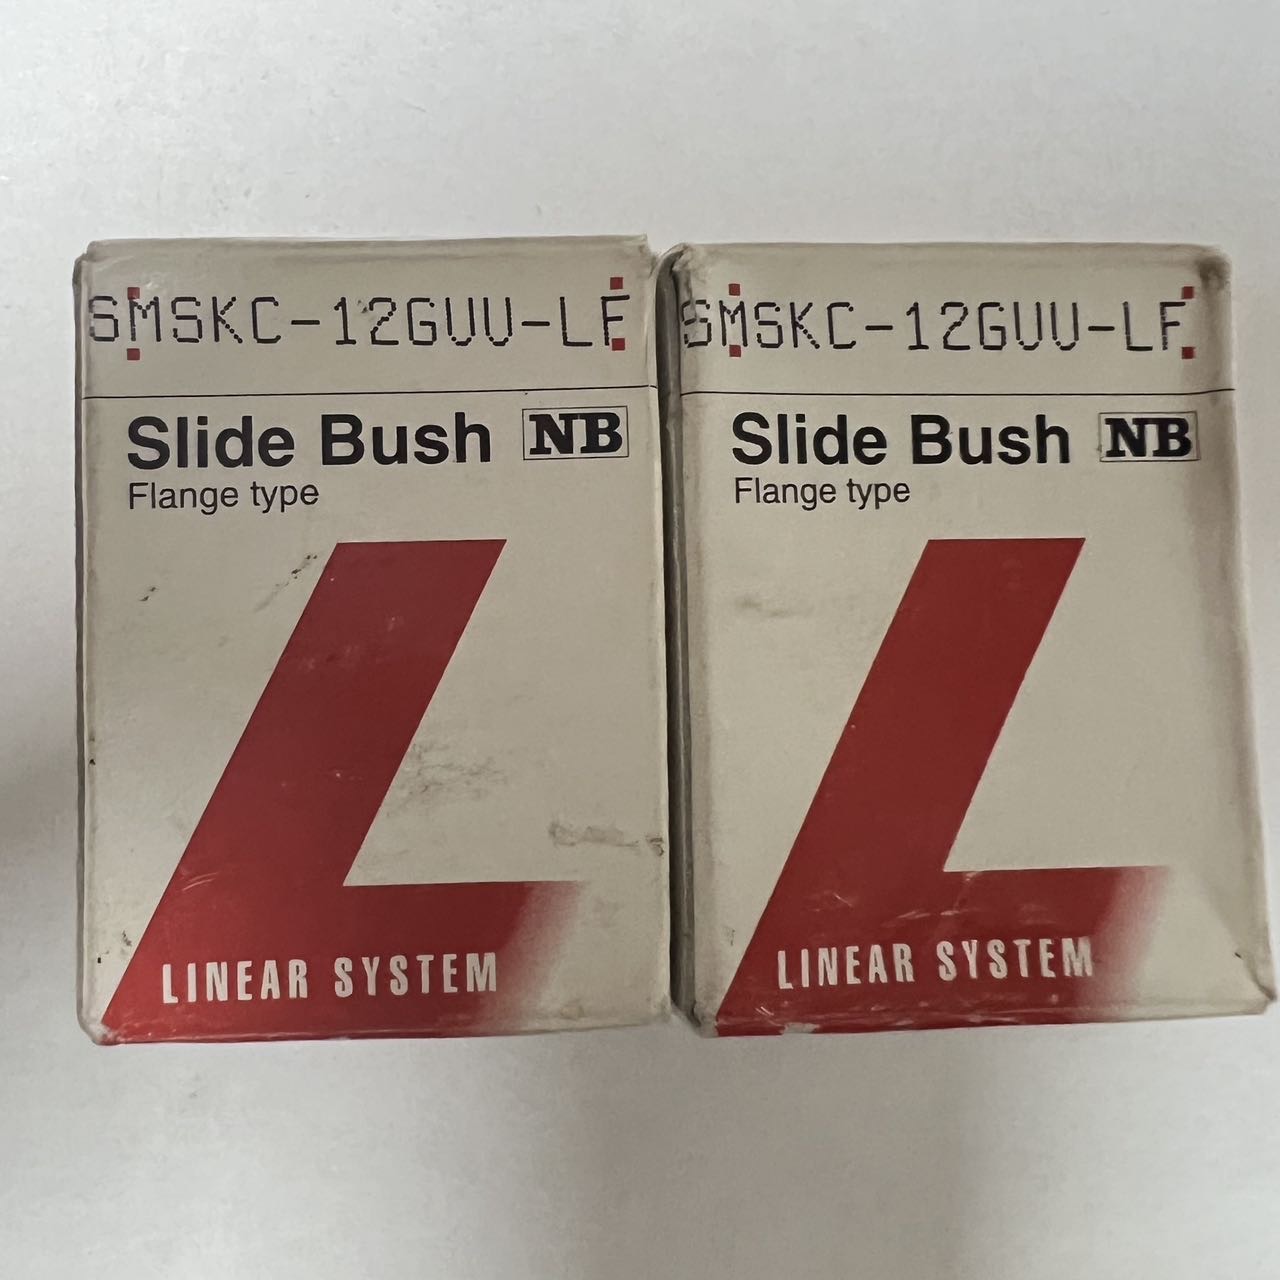 SMSKC-12GUU-LF
Slide Bush NB
Flange type
LINEAR SYSTEM
SMSKC-12GUU-LF
Slide Bush NB
Flange type
LINEAR SYSTEM